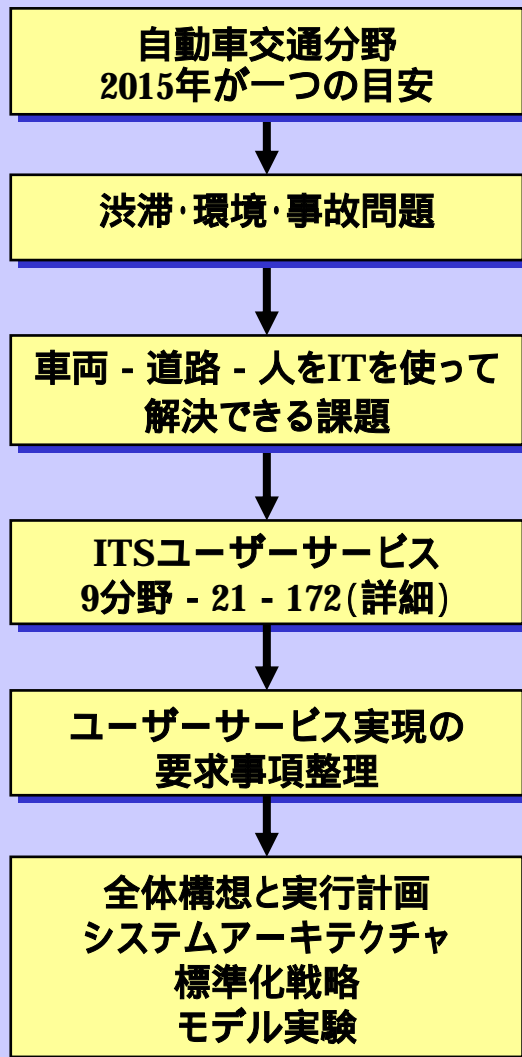 自動車交通分野
2015年が一つの目安
渋滞・環境・事故問題
車両 - 道路 - 人をITを使って
解決できる課題
ITSユーザーサービス
9分野 - 21 - 172(詳細)
ユーザーサービス実現の
要求事項整理
全体構想と実行計画
システムアーキテクチャ
標準化戦略
モデル実験